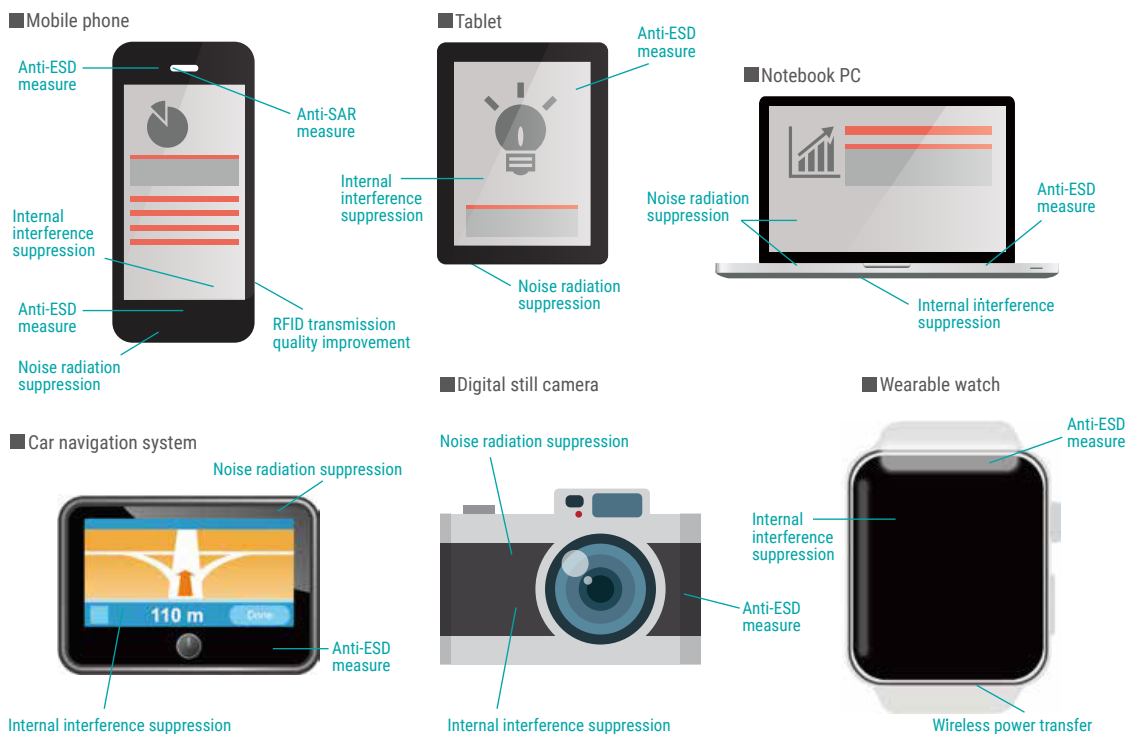 Mobile phone
Anti-ESD
measure
Anti-SAR
measure
Internal
interference
suppression
Anti-ESD
measure
Noise radiation
suppression
RFID transmission
quality improvement
Tablet
Anti-ESD
measure
Internal
interference
suppression
Noise radiation
suppression
Notebook PC
Noise radiation
suppression
Anti-ESD
measure
Internal interference
suppression
Car navigation system
Noise radiation suppression
110 m
Done
Anti-ESD
measure
Internal interference suppression
Digital still camera
Noise radiation suppression
Anti-ESD
measure
Internal interference suppression
Wearable watch
Anti-ESD
measure
Internal
interference
suppression
Wireless power transfer